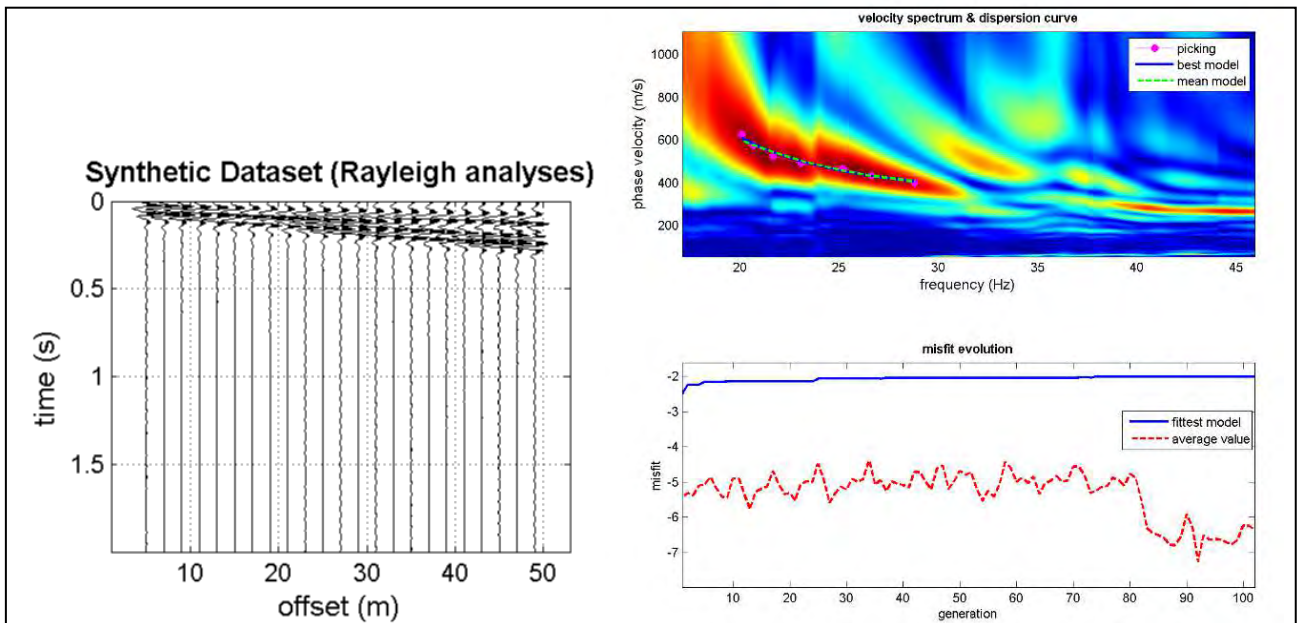 Synthetic Dataset (Rayleigh analyses)
0
0.5
1
1.5
time (s)
10 20 30 40 50
offset (m)
velocity spectrum & dispersion curve
1000
800
600
400
200
phase velocity (m/s)
picking
best model
mean model
20 25 30 35 40 45
frequency (Hz)
misfit evolution
-2
-3
-4
-5
-6
-7
misfit
fittest model
average value
10 20 30 40 50 60 70 80 90 100
generation